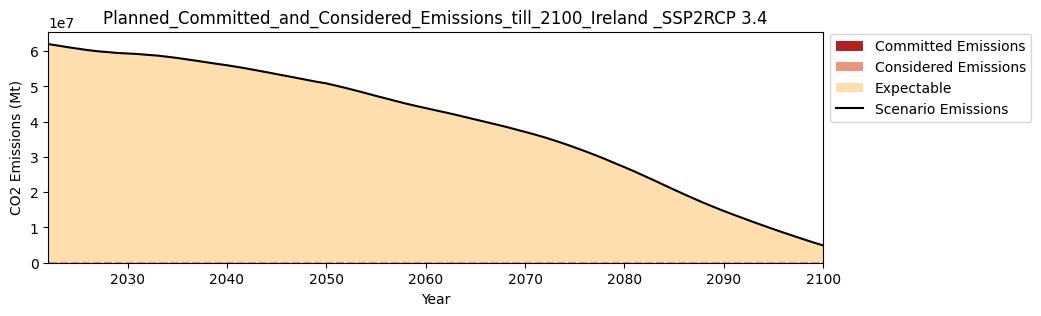 Planned_Committed_and_Considered_Emissions_till_2100_Ireland _SSP2RCP 3.4
1e7
6
5
4
3
2
1
0
CO2 Emissions (Mt)
2030 2040 2050 2060 2070 2080 2090 2100
Year
Committed Emissions
Considered Emissions
Expectable
Scenario Emissions